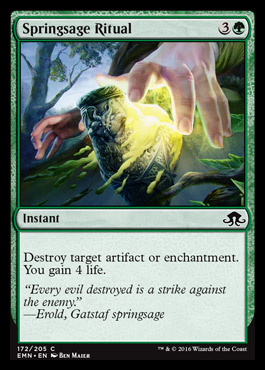 Springsage Ritual 3
Instant
Destroy target artifact or enchantment.
You gain 4 life.
“Every evil destroyed is a strike against
the enemy.”
—Erold, Gatstaf springsage
172/205 C
EMN • EN Ben Maier
™ & © 2016 Wizards of the Coast